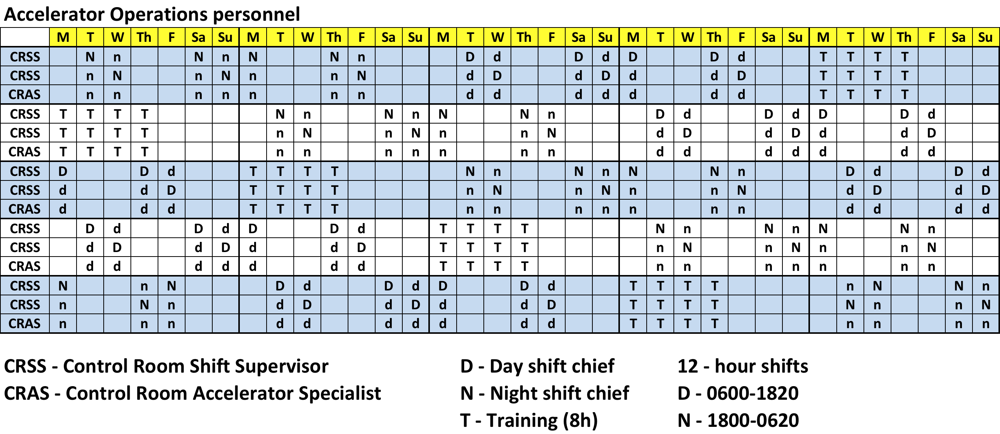 Accelerator Operations personnel
M T W Th F Sa Su M T W Th F Sa Su M T W Th F Sa Su M T W Th F Sa Su M T W Th F Sa Su
CRSS N n N n N N n D d D d D D d T T T T
CRSS n N n N n n N d D d D d d D T T T T
CRAS n n n n n n n d d d d d d d T T T T
CRSS T T T T N n N n N N n D d D d D D d
CRSS T T T T n N n N n n N d D d D d d D
CRAS T T T T n n n n n n n d d d d d d d
CRSS D D d T T T T N n N n N N n D d D d
CRSS d d D T T T T n N n N n n N d D d D
CRAS d d d T T T T n n n n n n n d d d d
CRSS D d D d D D d T T T T N n N n N N n
CRSS d D d D d d D T T T T n N n N n n N
CRAS d d d d d d d T T T T n n n n n n n
CRSS N n N D d D d D D d T T T T n N N n
CRSS n N n d D d D d d D T T T T N n n N
CRAS n n n d d d d d d d T T T T n n n n
CRSS - Control Room Shift Supervisor D - Day shift chief 12 - hour shifts
CRAS - Control Room Accelerator Specialist N - Night shift chief D - 0600-1820
T - Training (8h) N - 1800-0620